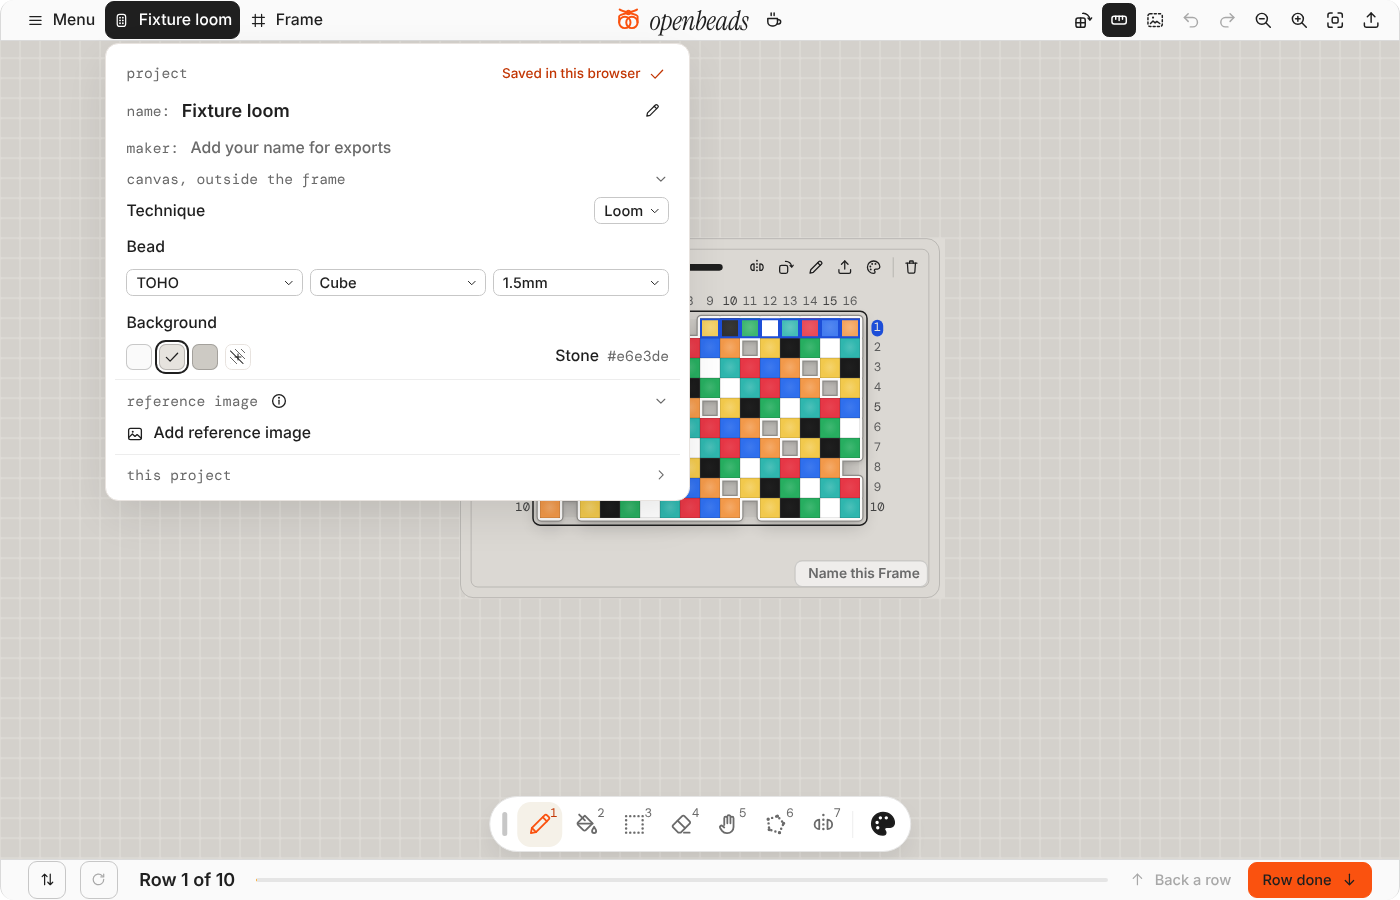 Menu Fixture loom Frame openbeads
project Saved in this browser
name: Fixture loom
maker: Add your name for exports
canvas, outside the frame
Technique Loom
Bead
TOHO Cube 1.5mm
Background
Stone #e6e3de
reference image
Add reference image
this project
9 10 11 12 13 14 15 16
1
2
3
4
5
6
7
8
9
10 10
Name this Frame
1 2 3 4 5 6 7
Row 1 of 10 Back a row Row done